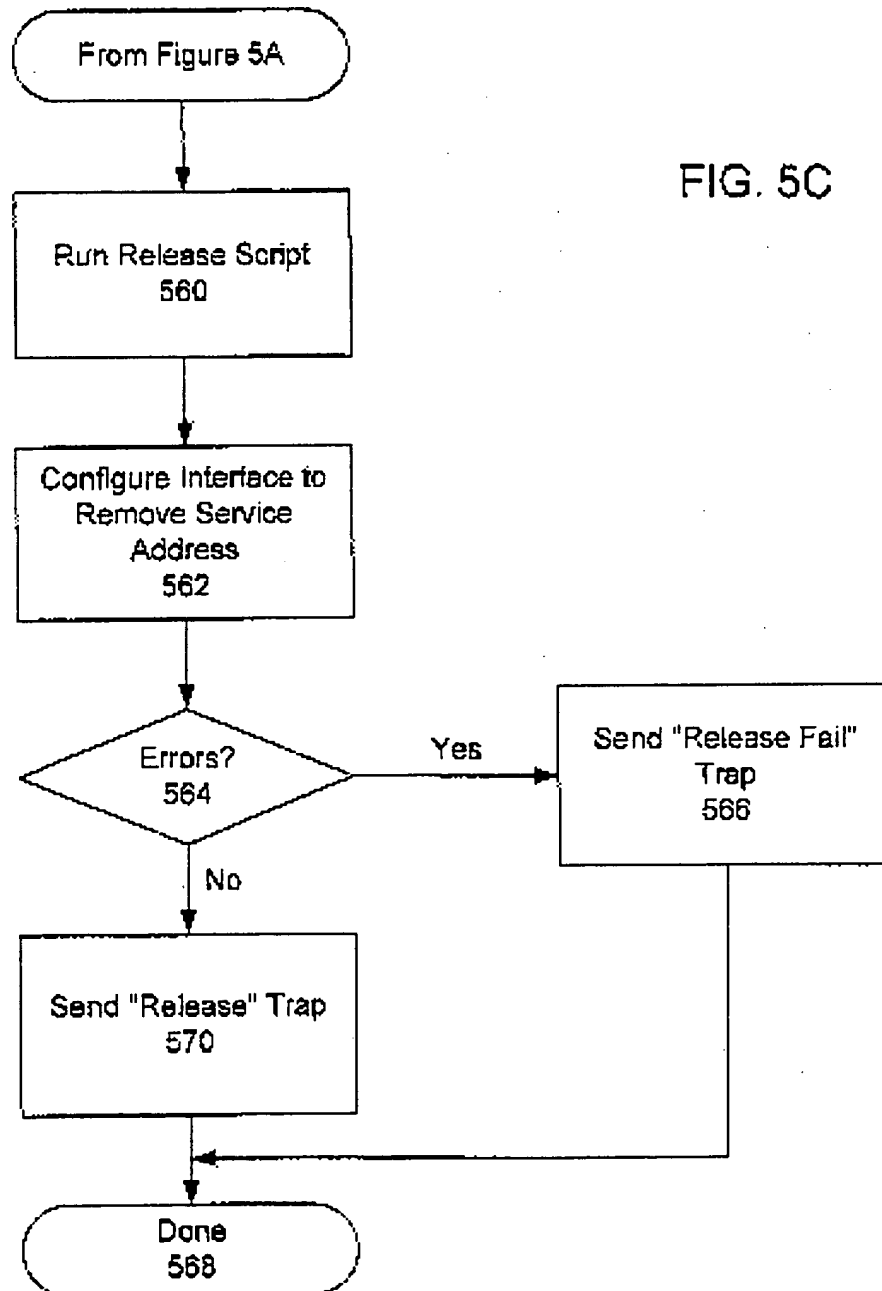 From Figure 5A
FIG. 5C
Run Release Script
560
Configure Interface to
Remove Service
Address
562
Errors?
564
Yes
Send "Release Fail"
Trap
566
No
Send "Release" Trap
570
Done
568